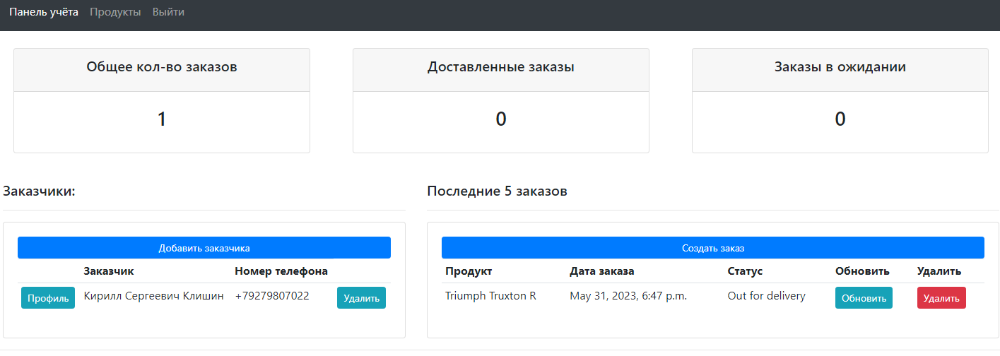 Панель учёта Продукты Выйти
Общее кол-во заказов
1
Доставленные заказы
0
Заказы в ожидании
0
Заказчики:
Добавить заказчика
Заказчик Номер телефона
Профиль Кирилл Сергеевич Клишин +79279807022 Удалить
Последние 5 заказов
Создать заказ
Продукт Дата заказа Статус Обновить Удалить
Triumph Truxton R May 31, 2023, 6:47 p.m. Out for delivery Обновить Удалить